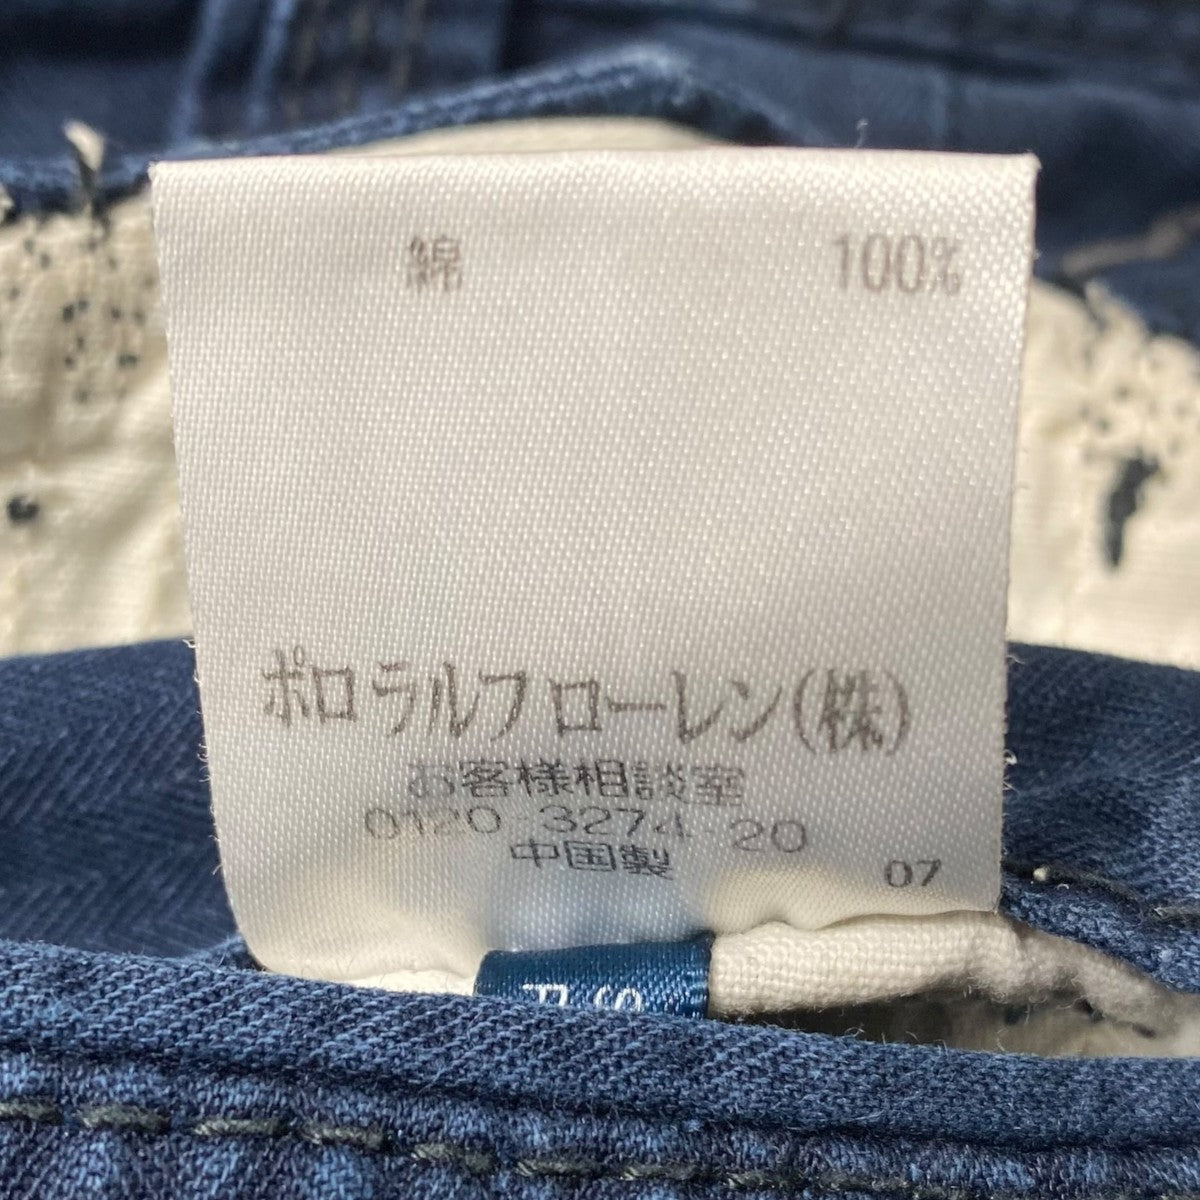 綿 100%
ポロ ラルフ ローレン(株)
お客様相談室
0120-3274-20
中国製
07